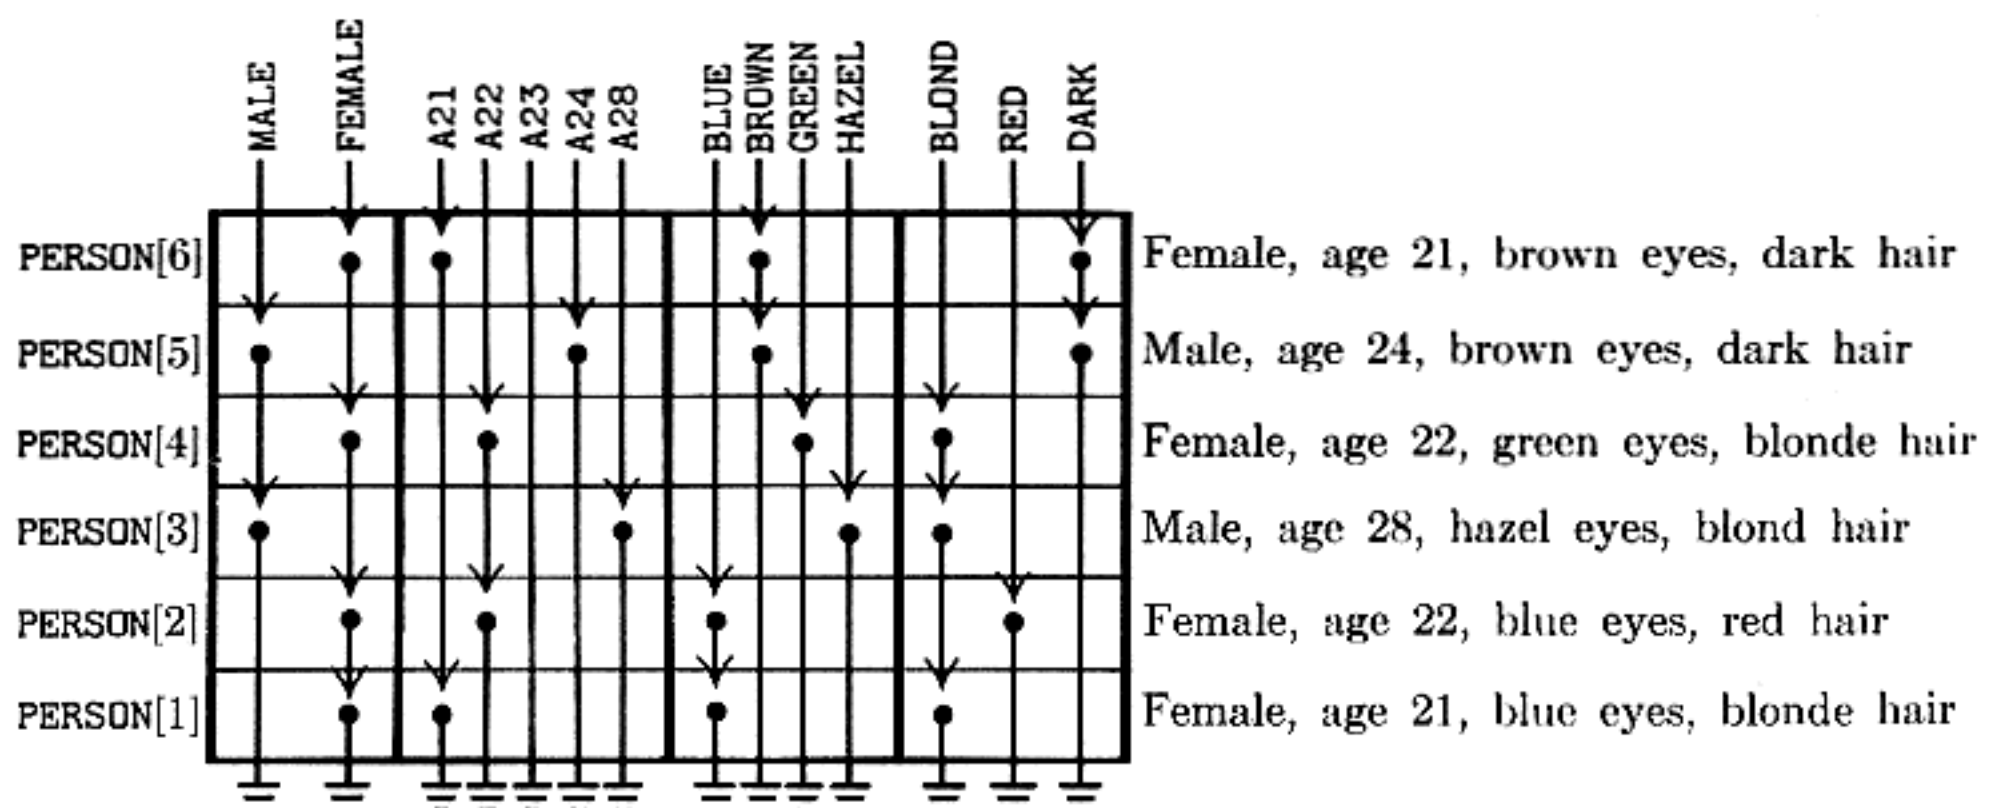 MALE FEMALE A21 A22 A23 A24 A28 BLUE BROWN GREEN HAZEL BLOND RED DARK
PERSON[6] Female, age 21, brown eyes, dark hair
PERSON[5] Male, age 24, brown eyes, dark hair
PERSON[4] Female, age 22, green eyes, blonde hair
PERSON[3] Male, age 28, hazel eyes, blond hair
PERSON[2] Female, age 22, blue eyes, red hair
PERSON[1] Female, age 21, blue eyes, blonde hair